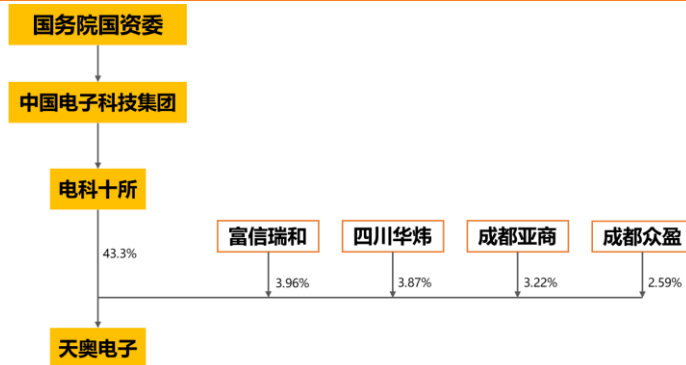 国务院国资委
中国电子科技集团
电科十所
富信瑞和
四川华炜
成都亚商
成都众盈
43.3%
3.96%
3.87%
3.22%
2.59%
天奥电子